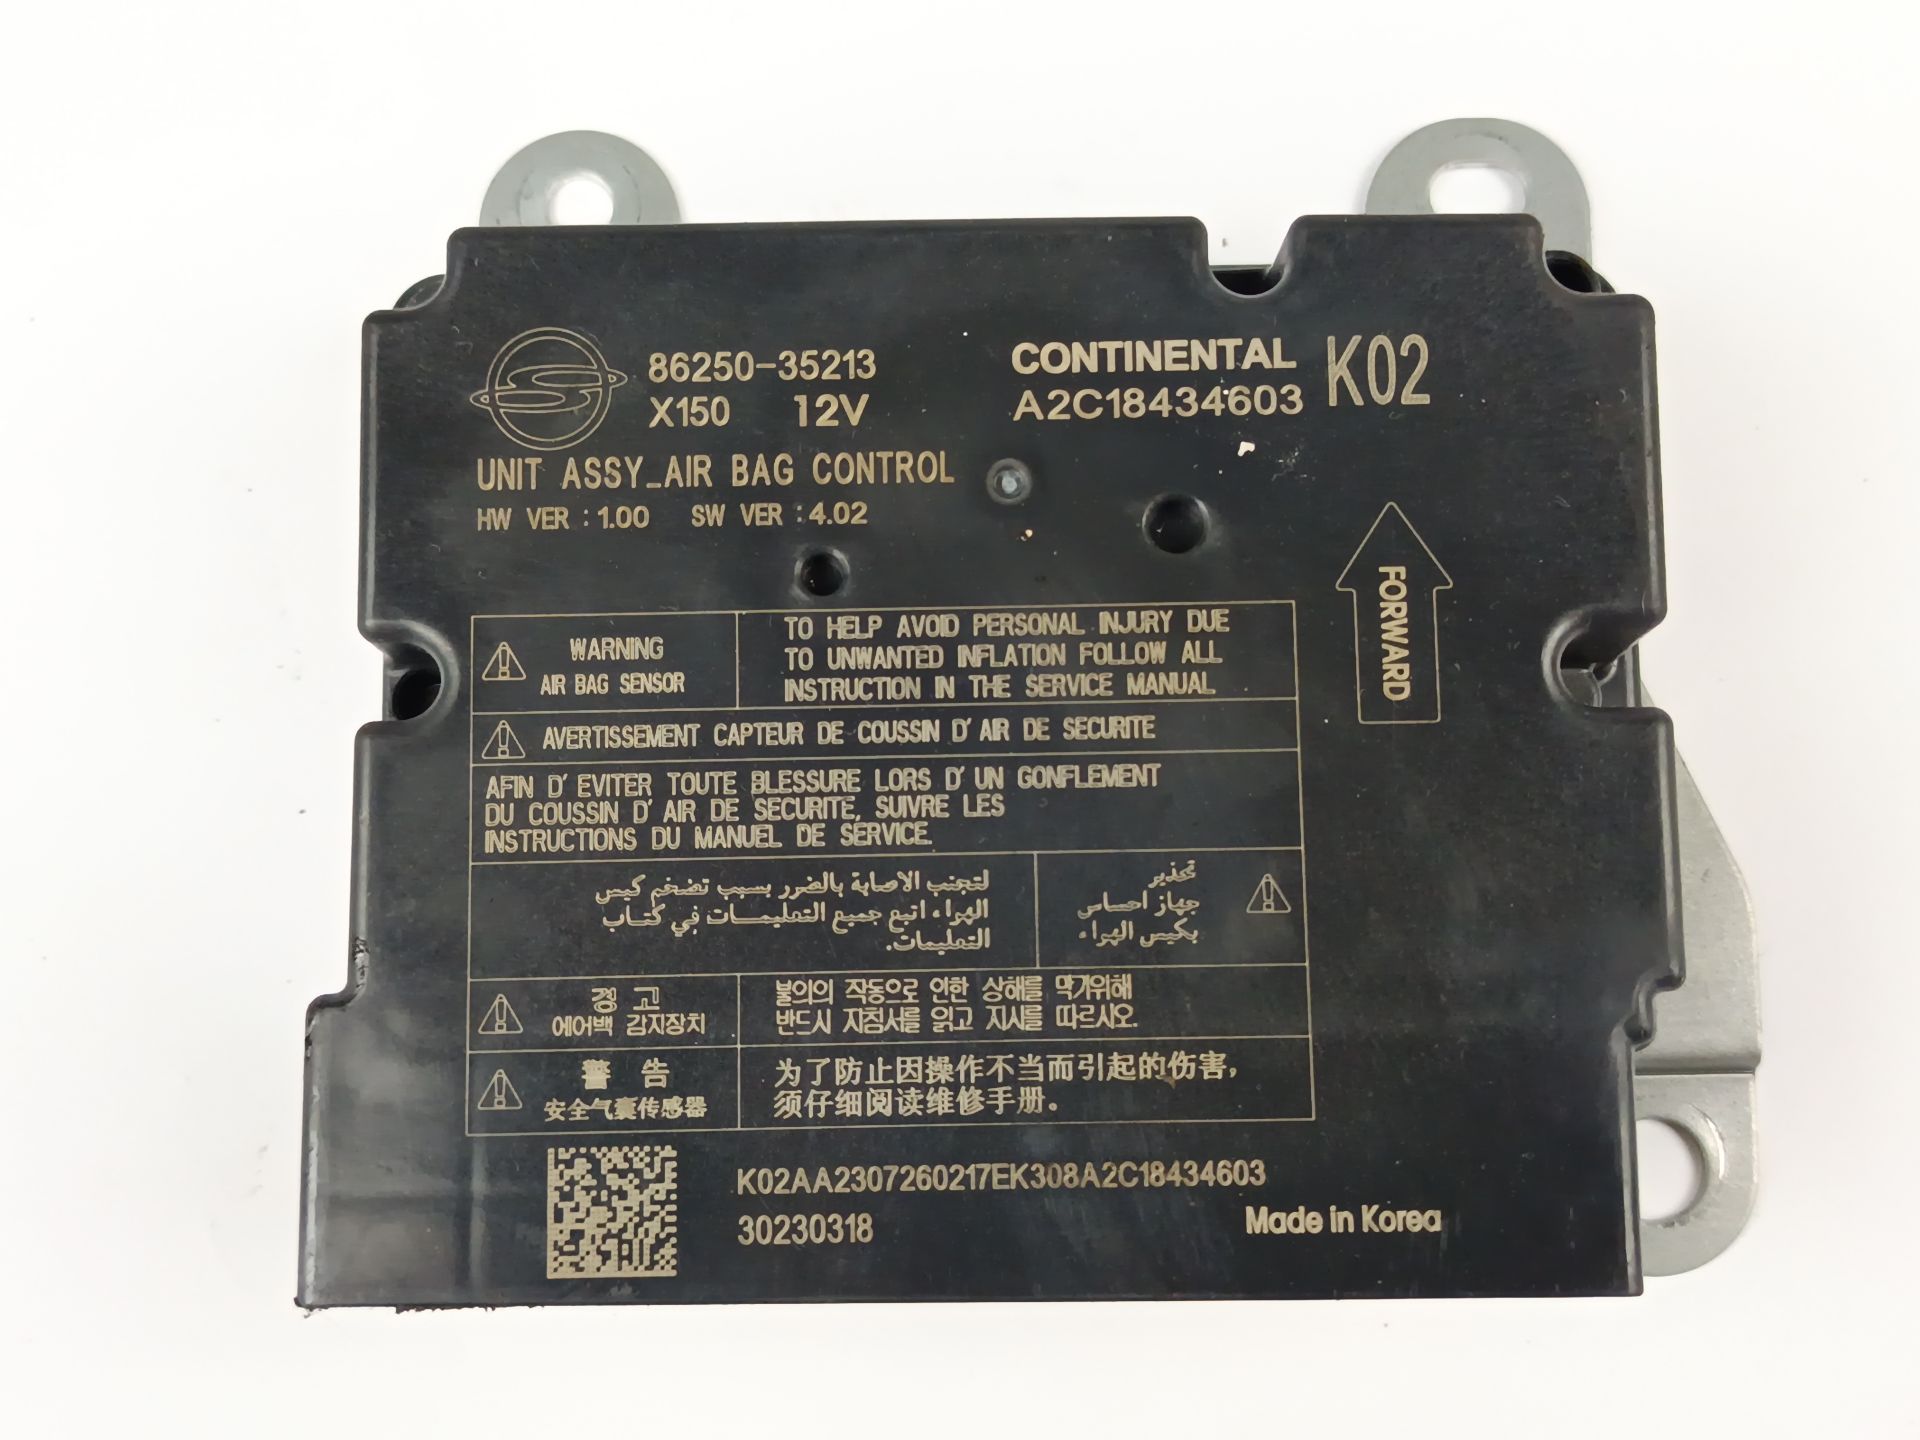 86250-35213
X150 12V
CONTINENTAL
A2C18434603
K02
UNIT ASSY_AIR BAG CONTROL
HW VER : 1.00 SW VER : 4.02
FORWARD
WARNING
AIR BAG SENSOR
TO HELP AVOID PERSONAL INJURY DUE
TO UNWANTED INFLATION FOLLOW ALL
INSTRUCTION IN THE SERVICE MANUAL
AVERTISSEMENT CAPTEUR DE COUSSIN D' AIR DE SECURITE
AFIN D' EVITER TOUTE BLESSURE LORS D' UN GONFLEMENT
DU COUSSIN D' AIR DE SECURITE, SUIVRE LES
INSTRUCTIONS DU MANUEL DE SERVICE.
تحذير
جهاز احساس
بكيس الهواء
لتجنب الاصابة بالضرر بسبب تضخم كيس
الهواء اتبع جميع التعليمات في كتاب
التعليمات.
경 고
에어백 감지장치
불의의 작동으로 인한 상해를 막기위해
반드시 지침서를 읽고 지시를 따르시오.
警 告
安全气囊传感器
为了防止因操作不当而引起的伤害，
须仔细阅读维修手册。
K02AA2307260217EK308A2C18434603
30230318
Made in Korea